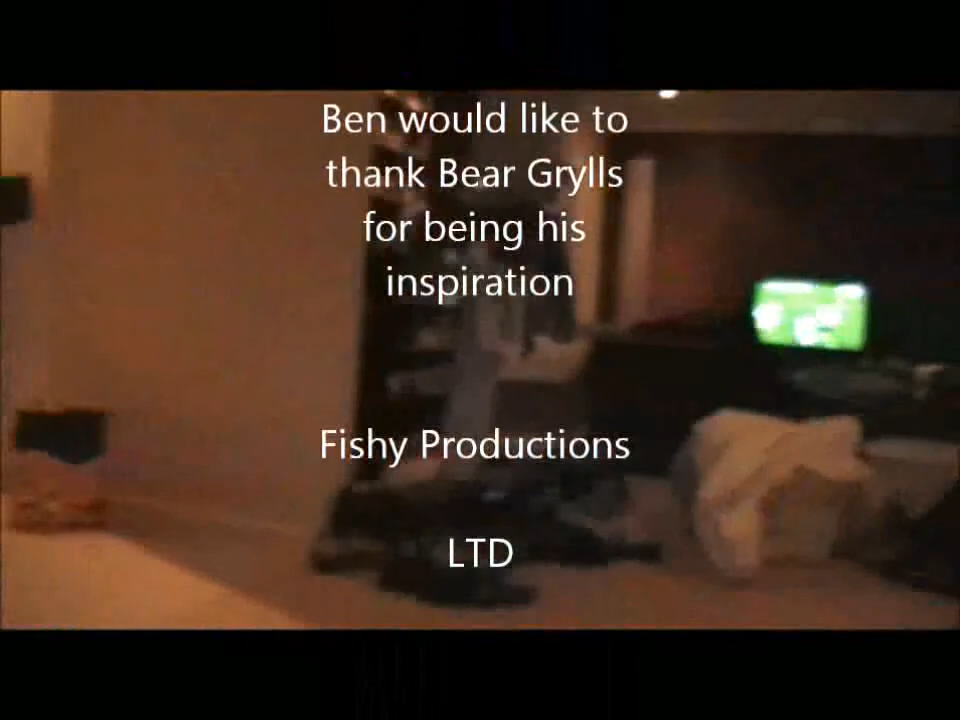 Ben would like to
thank Bear Grylls
for being his
inspiration
Fishy Productions
LTD